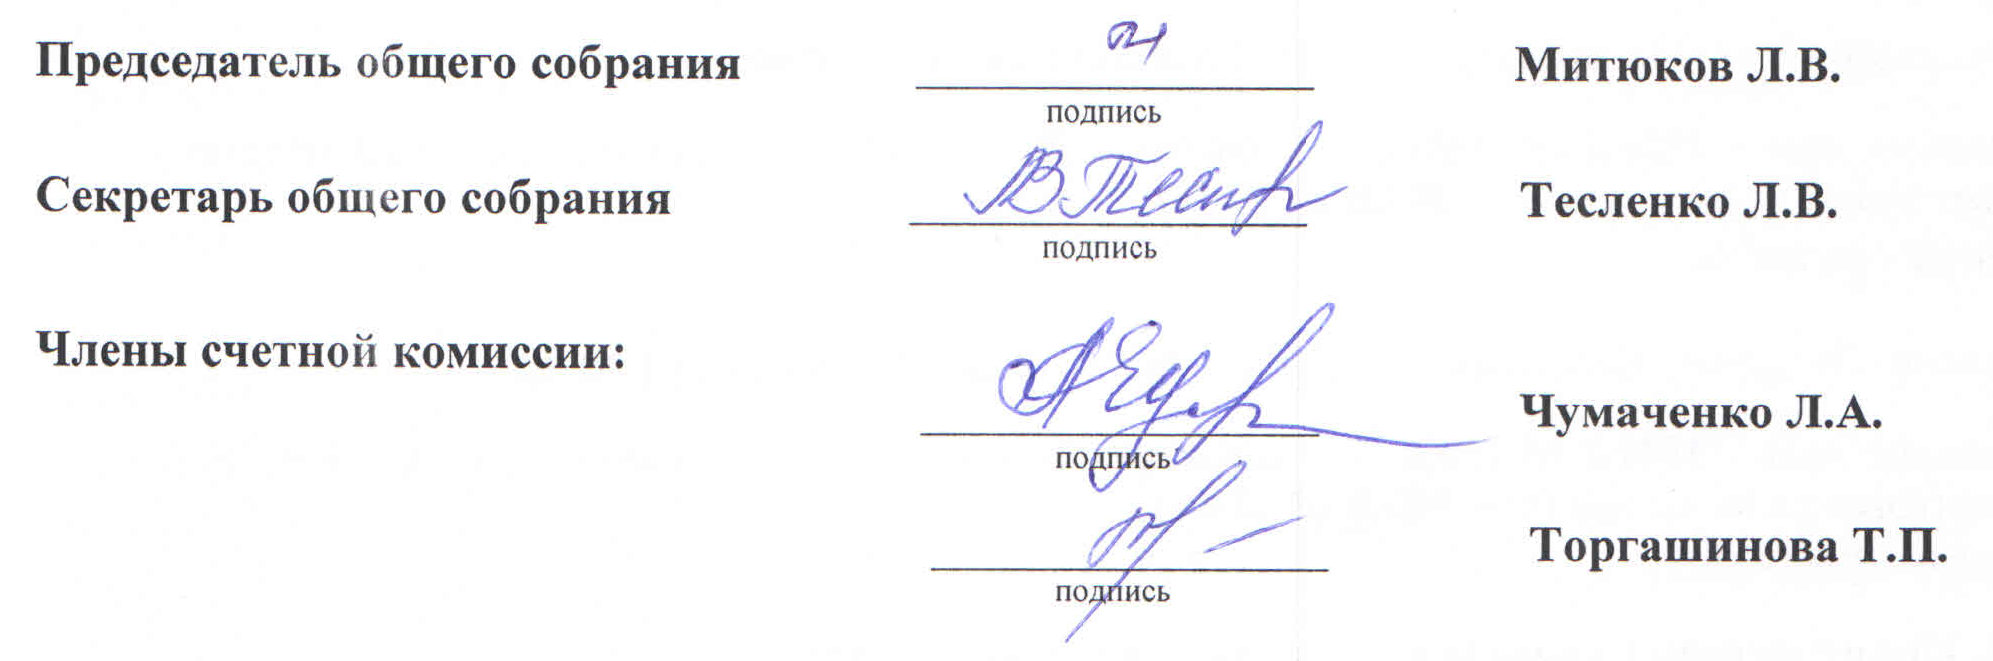 Председатель общего собрания Митюков Л.В.
подпись
Секретарь общего собрания Тесленко Л.В.
подпись
Члены счетной комиссии:
Чумаченко Л.А.
подпись
Торгашинова Т.П.
подпись